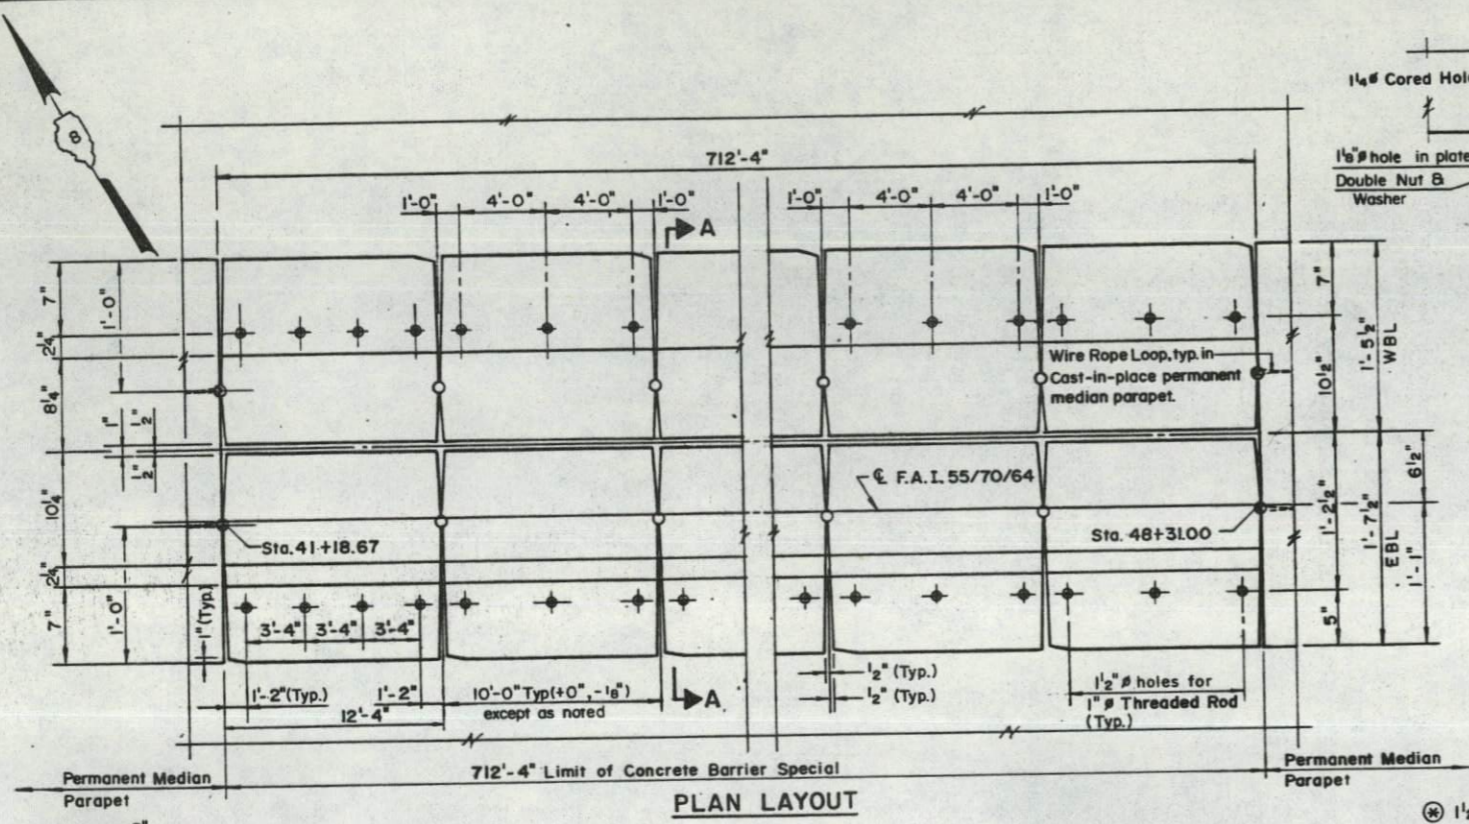 1¼"ø Cored Hol
712'-4"
1⅛"ø hole in plate
Double Nut &
Washer
1'-0" 4'-0" 4'-0" 1'-0"
1'-0" 4'-0" 4'-0" 1'-0"
A
7"
1'-0"
2¼"
8¼"
1"
½"
½"
10¼"
2¼"
7"
1'-0"
1" (Typ.)
Wire Rope Loop, typ. in
Cast-in-place permanent
median parapet.
7"
10½"
1'-5½"
WBL
6½"
1'-2½"
1'-7½"
EBL
1'-1"
5"
℄ F.A.I. 55/70/64
Sta. 41+18.67
Sta. 48+31.00
3'-4" 3'-4" 3'-4"
1'-2" (Typ.)
1'-2"
12'-4"
10'-0" Typ(+0", -⅛")
except as noted
A
½" (Typ.)
½" (Typ.)
1½"ø holes for
1"ø Threaded Rod
(Typ.)
712'-4" Limit of Concrete Barrier Special
Permanent Median
Parapet
Permanent Median
Parapet
PLAN LAYOUT